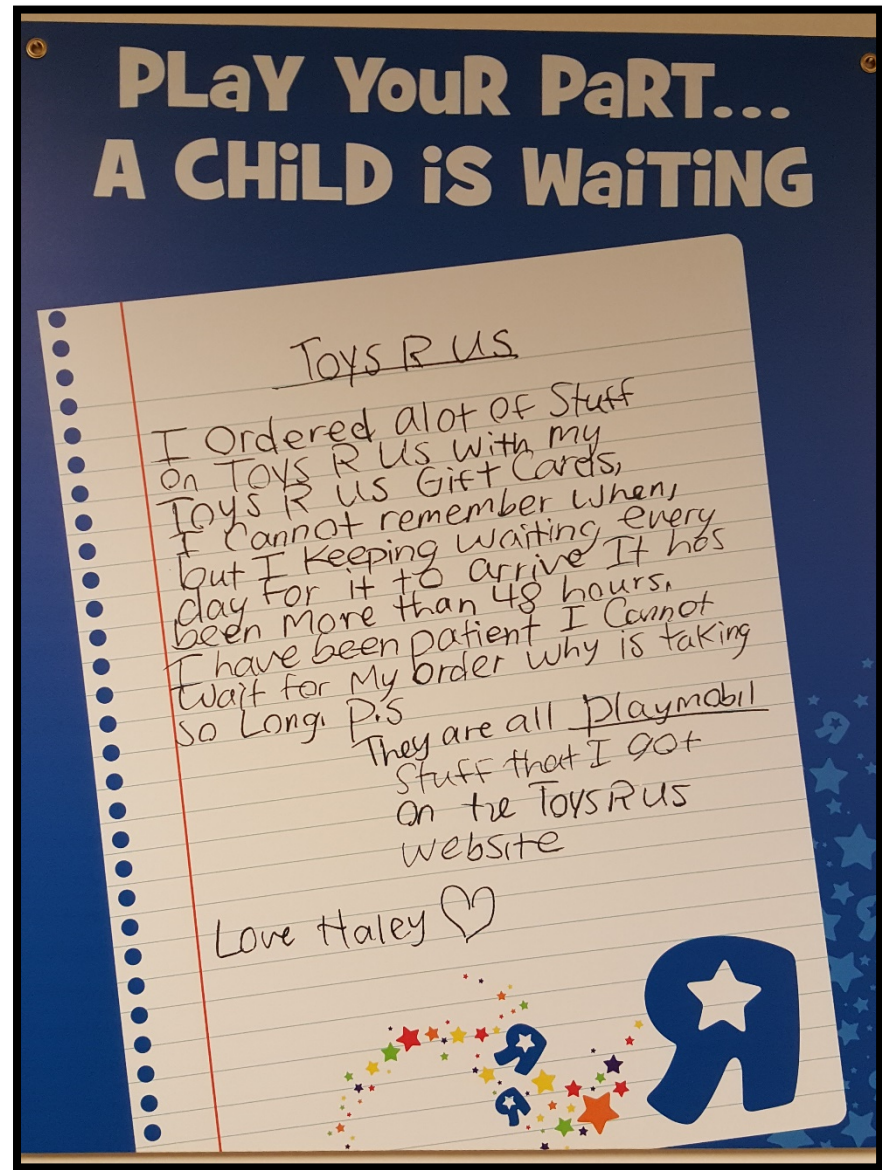 PLaY YouR PaRT...
A CHiLD iS WaiTiNG
Toys R US
I Ordered alot Of Stuff
On Toys R Us With my
Toys R us Gift Cards,
I Cannot remember when,
but I Keeping waiting every
day For it to arrive It has
been More than 48 hours.
I have been patient I Cannot
Wait for My order why is taking
so Long. P.S
They are all Playmobil
Stuff that I got
On the Toys R US
website
Love Haley